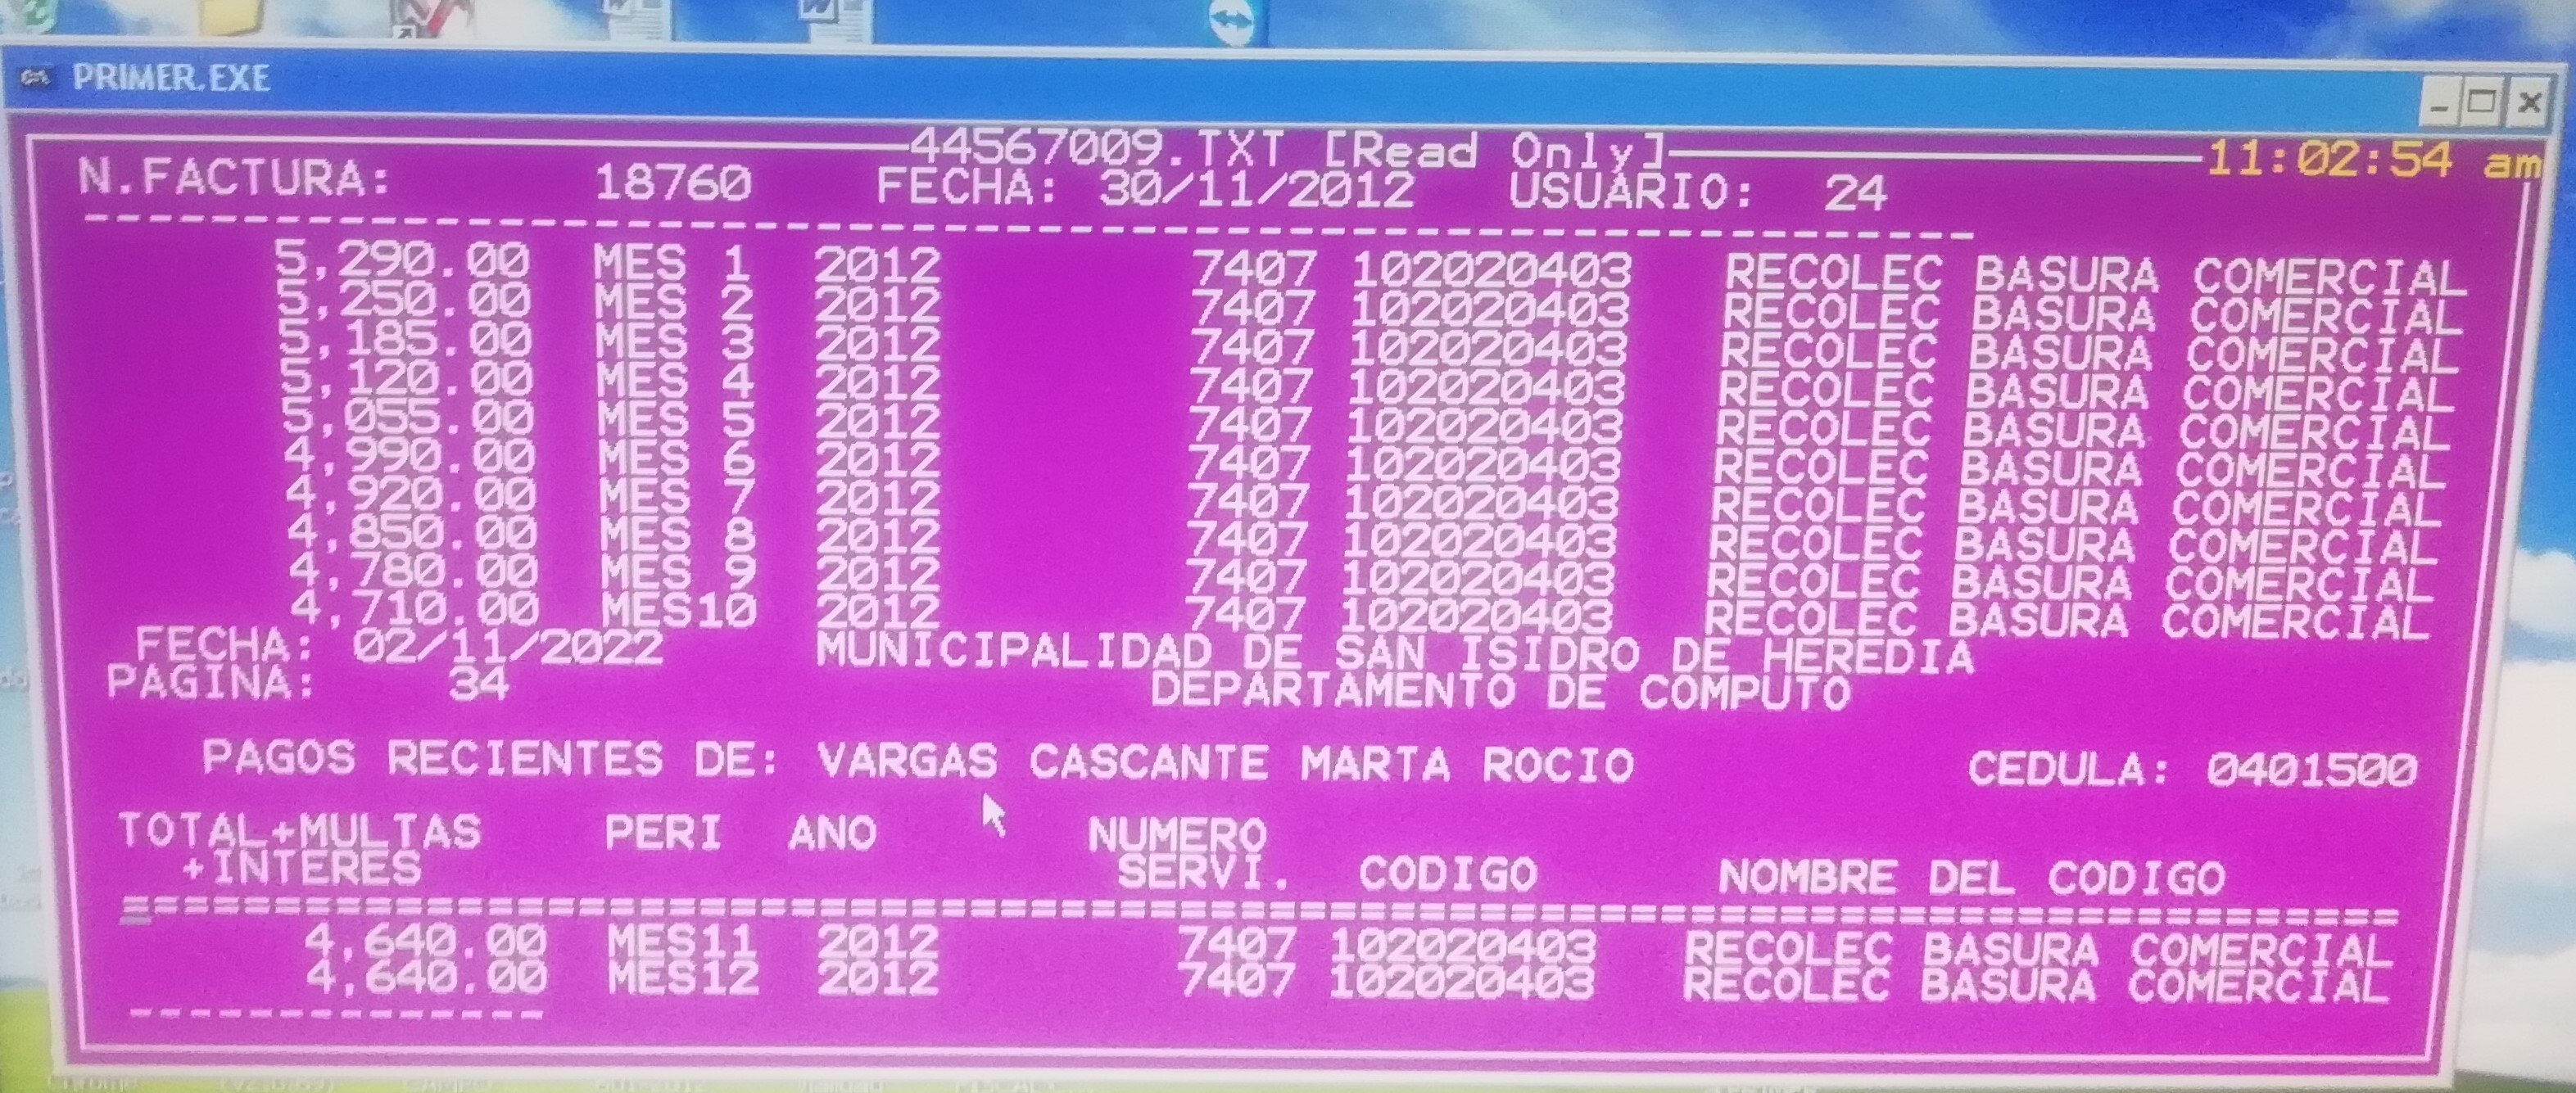 PRIMER.EXE
44567009.TXT [Read Only] 11:02:54 am
N.FACTURA: 18760 FECHA: 30/11/2012 USUARIO: 24
------------------------------------------------------------
5,290.00 MES 1 2012 7407 102020403 RECOLEC BASURA COMERCIAL
5,250.00 MES 2 2012 7407 102020403 RECOLEC BASURA COMERCIAL
5,185.00 MES 3 2012 7407 102020403 RECOLEC BASURA COMERCIAL
5,120.00 MES 4 2012 7407 102020403 RECOLEC BASURA COMERCIAL
5,055.00 MES 5 2012 7407 102020403 RECOLEC BASURA COMERCIAL
4,990.00 MES 6 2012 7407 102020403 RECOLEC BASURA COMERCIAL
4,920.00 MES 7 2012 7407 102020403 RECOLEC BASURA COMERCIAL
4,850.00 MES 8 2012 7407 102020403 RECOLEC BASURA COMERCIAL
4,780.00 MES 9 2012 7407 102020403 RECOLEC BASURA COMERCIAL
4,710.00 MES10 2012 7407 102020403 RECOLEC BASURA COMERCIAL
FECHA: 02/11/2022 MUNICIPALIDAD DE SAN ISIDRO DE HEREDIA
PAGINA: 34 DEPARTAMENTO DE COMPUTO
PAGOS RECIENTES DE: VARGAS CASCANTE MARTA ROCIO CEDULA: 0401500
TOTAL+MULTAS PERI ANO NUMERO
+INTERES SERVI. CODIGO NOMBRE DEL CODIGO
============================================================================
4,640.00 MES11 2012 7407 102020403 RECOLEC BASURA COMERCIAL
4,640.00 MES12 2012 7407 102020403 RECOLEC BASURA COMERCIAL
--------------